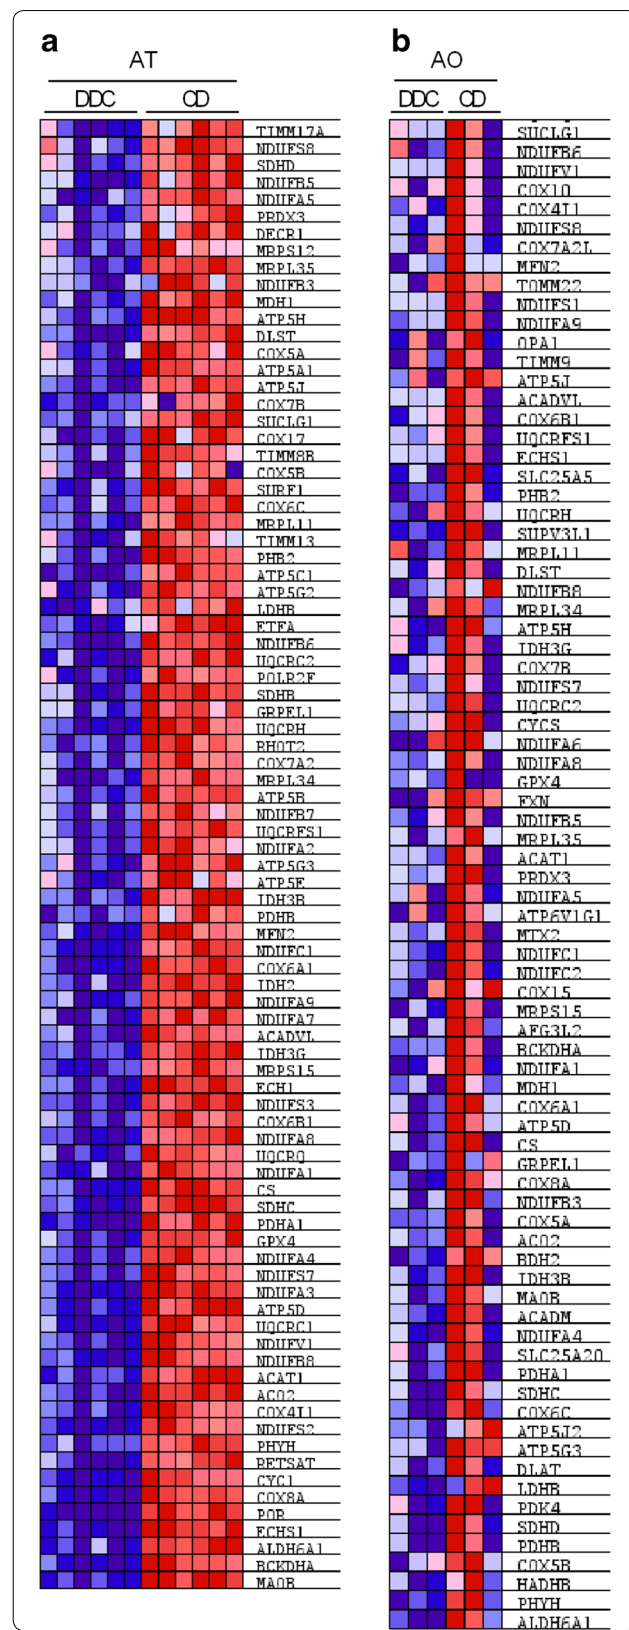 a
AT
DDC CD
TIMM17A
NDUFS8
SDHD
NDUFB5
NDUFA5
PRDX3
DECR1
MRPS12
MRPL35
NDUFB3
MDH1
ATP5H
DLST
COX5A
ATP5A1
ATP5J
COX7B
SUCLG1
COX17
TIMM8B
COX5B
SURF1
COX6C
MRPL11
TIMM13
PHB2
ATP5C1
ATP5G2
LDHB
ETFA
NDUFB6
UQCRC2
POLR2F
SDHB
GRPEL1
UQCRH
RHOT2
COX7A2
MRPL34
ATP5B
NDUFB7
UQCRFS1
NDUFA2
ATP5G3
ATP5E
IDH3B
PDHB
MFN2
NDUFC1
COX6A1
IDH2
NDUFA9
NDUFA7
ACADVL
IDH3G
MRPS15
ECH1
NDUFS3
COX6B1
NDUFA8
UQCRQ
NDUFA1
CS
SDHC
PDHA1
GPX4
NDUFA4
NDUFS7
NDUFA3
ATP5D
UQCRC1
NDUFV1
NDUFB8
ACAT1
ACO2
COX4I1
NDUFS2
PHYH
RETSAT
CYC1
COX8A
POR
ECHS1
ALDH6A1
BCKDHA
MAOB
b
AO
DDC CD
SUCLG1
NDUFB6
NDUFV1
COX10
COX4I1
NDUFS8
COX7A2L
MFN2
TOMM22
NDUFS1
NDUFA9
OPA1
TIMM9
ATP5J
ACADVL
COX6B1
UQCRFS1
ECHS1
SLC25A5
PHB2
UQCRH
SUPV3L1
MRPL11
DLST
NDUFB8
MRPL34
ATP5H
IDH3G
COX7B
NDUFS7
UQCRC2
CYCS
NDUFA6
NDUFA8
GPX4
FXN
NDUFB5
MRPL35
ACAT1
PRDX3
NDUFA5
ATP6V1G1
MTX2
NDUFC1
NDUFC2
COX15
MRPS15
AFG3L2
BCKDHA
NDUFA1
MDH1
COX6A1
ATP5D
CS
GRPEL1
COX8A
NDUFB3
COX5A
ACO2
BDH2
IDH3B
MAOB
ACADM
NDUFA4
SLC25A20
PDHA1
SDHC
COX6C
ATP5J2
ATP5G3
DLAT
LDHB
PDK4
SDHD
PDHB
COX5B
HADHB
PHYH
ALDH6A1